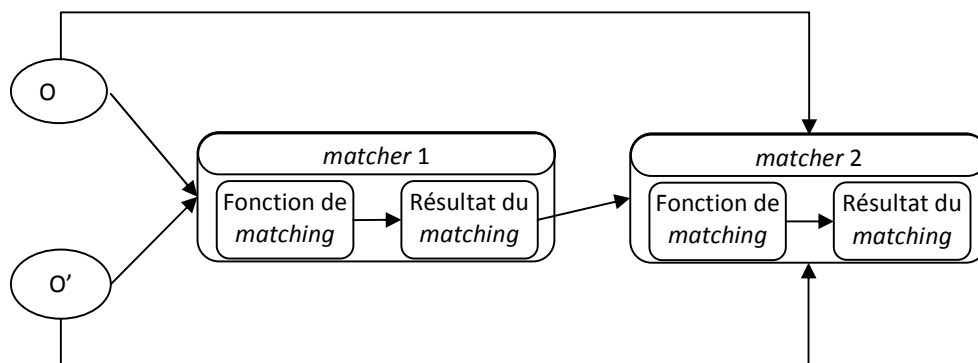 O
matcher 1
Fonction de
matching
Résultat du
matching
matcher 2
Fonction de
matching
Résultat du
matching
O’